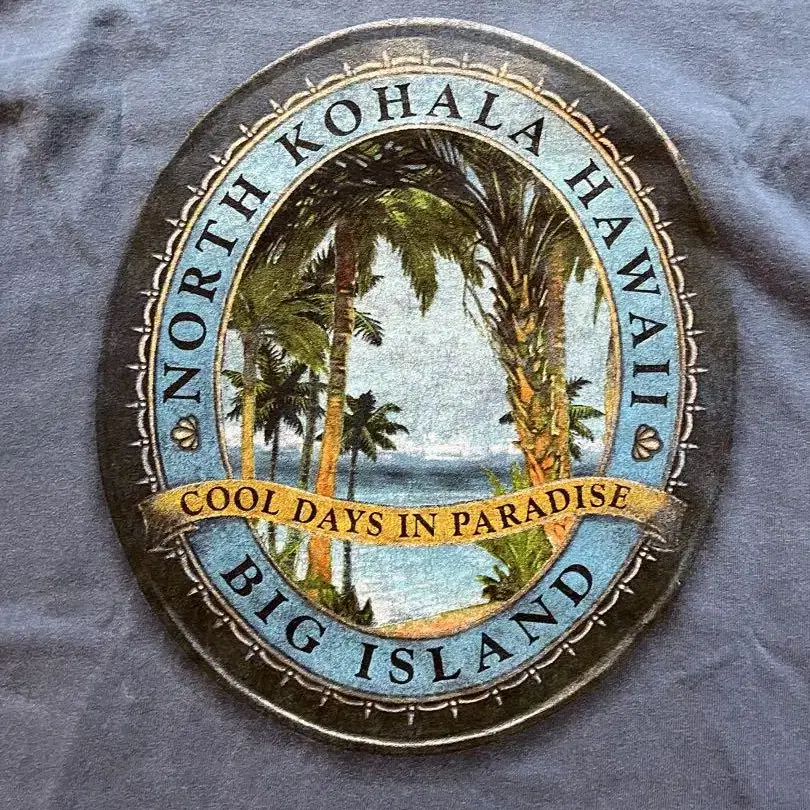 NORTH KOHALA HAWAII
COOL DAYS IN PARADISE
BIG ISLAND